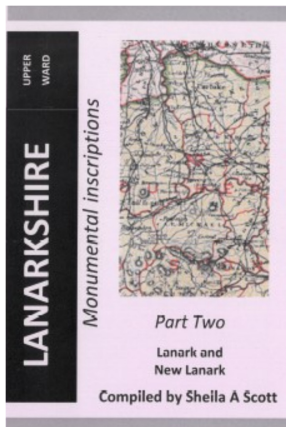 UPPER
WARD
LANARKSHIRE
Monumental inscriptions
Part Two
Lanark and
New Lanark
Compiled by Sheila A Scott